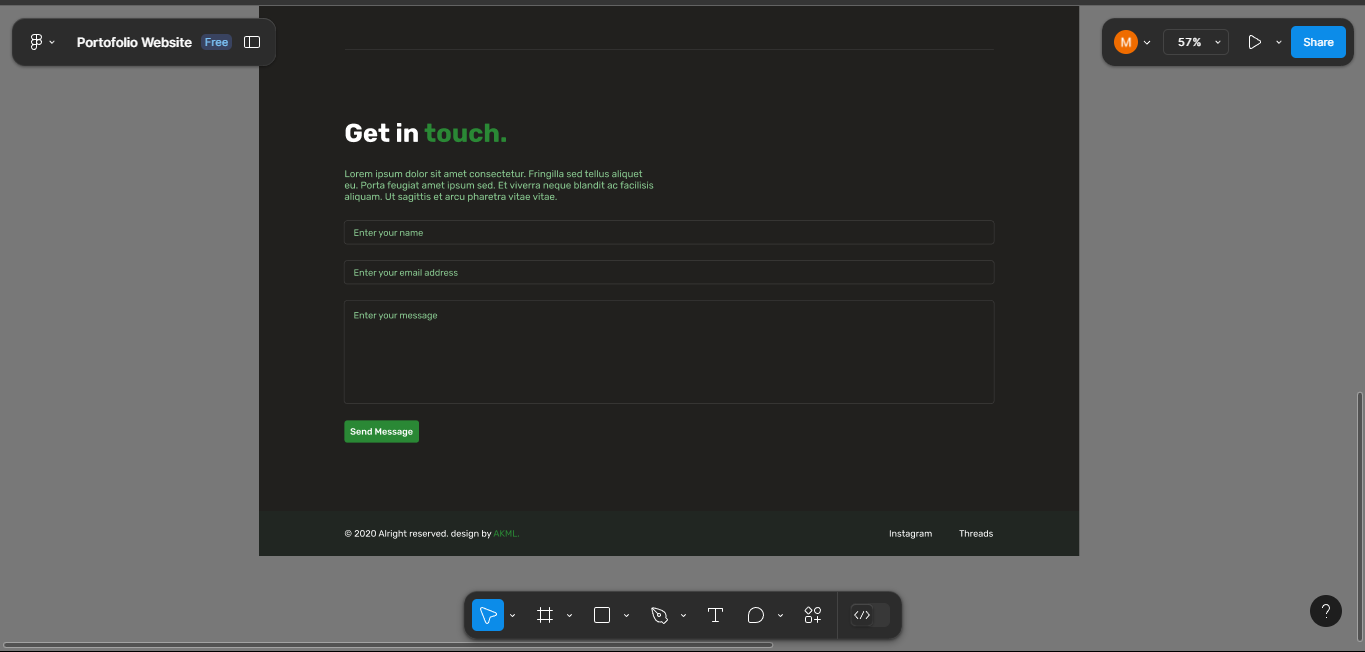 Portofolio Website Free
M
57%
Share
Get in touch.
Lorem ipsum dolor sit amet consectetur. Fringilla sed tellus aliquet
eu. Porta feugiat amet ipsum sed. Et viverra neque blandit ac facilisis
aliquam. Ut sagittis et arcu pharetra vitae vitae.
Enter your name
Enter your email address
Enter your message
Send Message
© 2020 Alright reserved. design by AKML.
Instagram
Threads
?